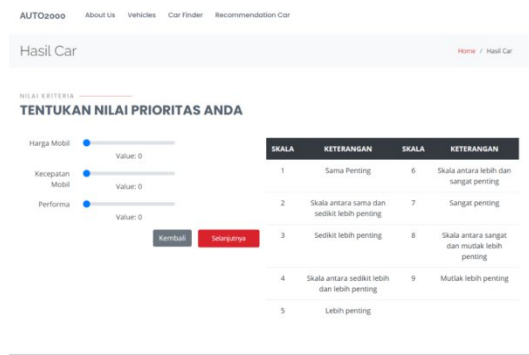 AUTO2000 About Us Vehicles Car Finder Recommendation Car
Hasil Car
Home / Hasil Car
NILAI KRITERIA
TENTUKAN NILAI PRIORITAS ANDA
Harga Mobil
Value: 0
Kecepatan
Mobil
Value: 0
Performa
Value: 0
Kembali Selanjutnya
SKALA KETERANGAN SKALA KETERANGAN
1 Sama Penting 6 Skala antara lebih dan
sangat penting
2 Skala antara sama dan
sedikit lebih penting 7 Sangat penting
3 Sedikit lebih penting 8 Skala antara sangat
dan mutlak lebih
penting
4 Skala antara sedikit lebih
dan lebih penting 9 Mutlak lebih penting
5 Lebih penting